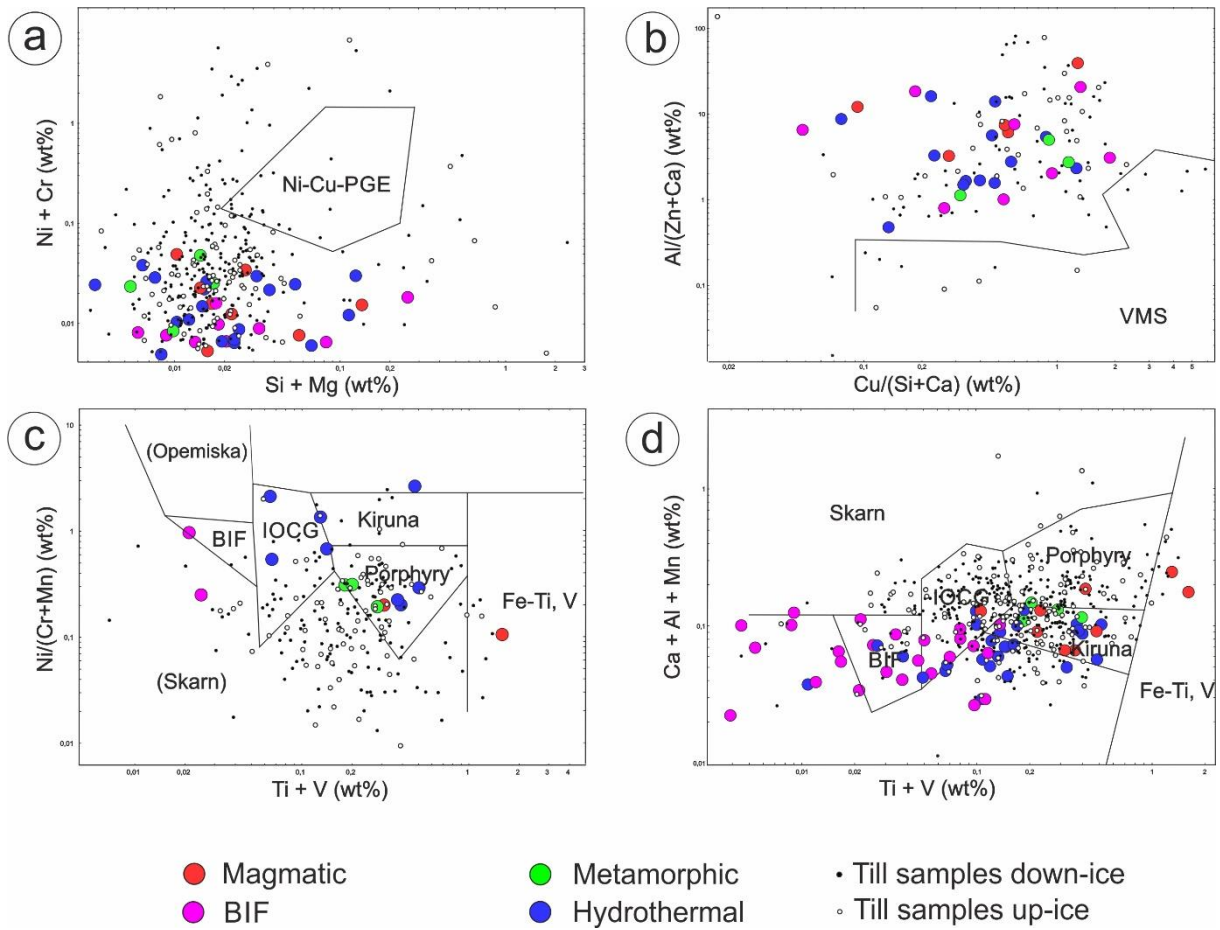 a
Ni + Cr (wt%)
1
0,1
0,01
Ni-Cu-PGE
0,01
0,1
1
2
3
Si + Mg (wt%)
b
Al/(Zn+Ca) (wt%)
100
10
1
0,1
VMS
0,02
0,1
0,2
1
2
5
Cu/(Si+Ca) (wt%)
c
Ni/(Cr+Mn) (wt%)
10
1
0,1
0,01
(Opemiska)
BIF
IOCG
Kiruna
Porphyry
Fe-Ti, V
(Skarn)
0,01
0,02
0,1
0,2
1
2
4
Ti + V (wt%)
d
Ca + Al + Mn (wt%)
1
0,1
0,01
Skarn
Porphyry
IOCG
BIF
Kiruna
Fe-Ti, V
0,01
0,02
0,1
0,2
1
2
Ti + V (wt%)
Magmatic
Metamorphic
Till samples down-ice
BIF
Hydrothermal
Till samples up-ice